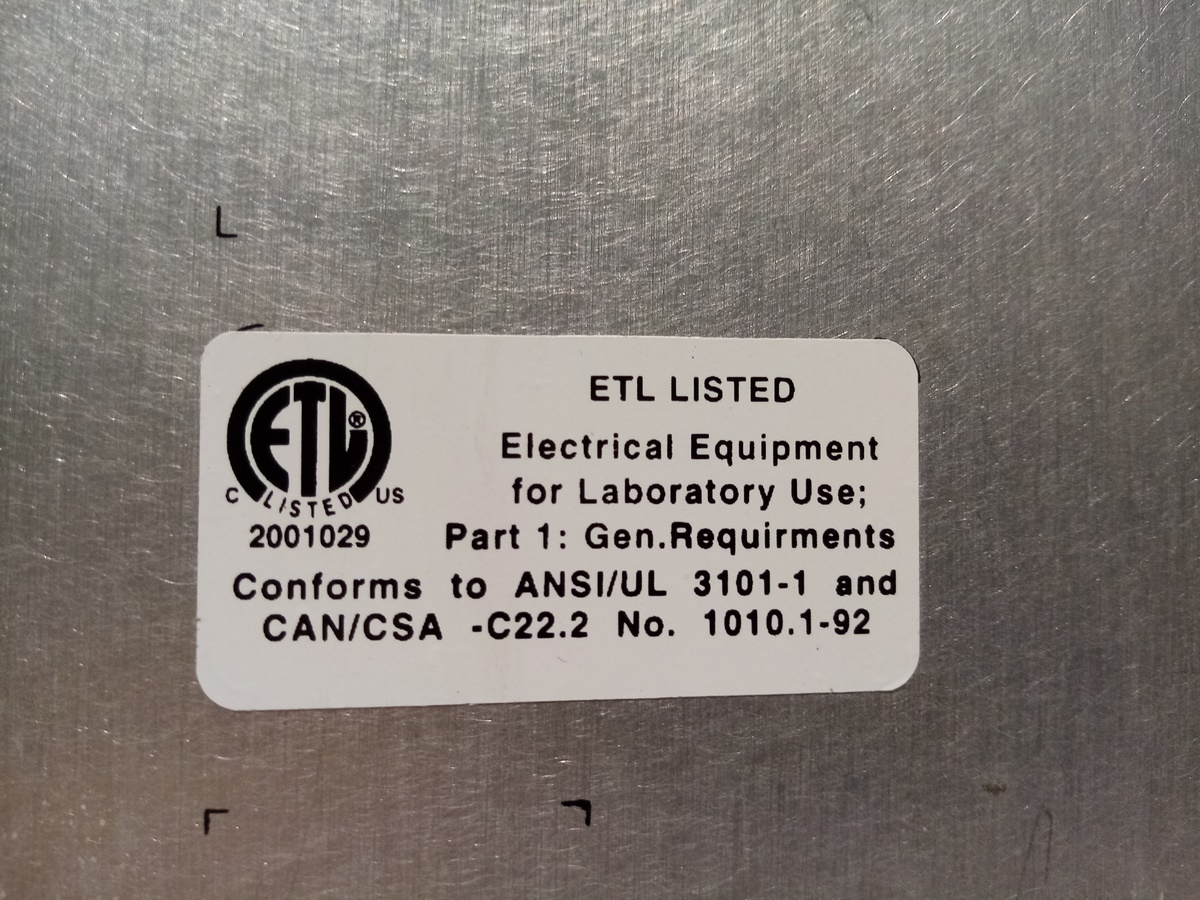 ETL®
C LISTED US
2001029
ETL LISTED
Electrical Equipment
for Laboratory Use;
Part 1: Gen.Requirments
Conforms to ANSI/UL 3101-1 and
CAN/CSA -C22.2 No. 1010.1-92